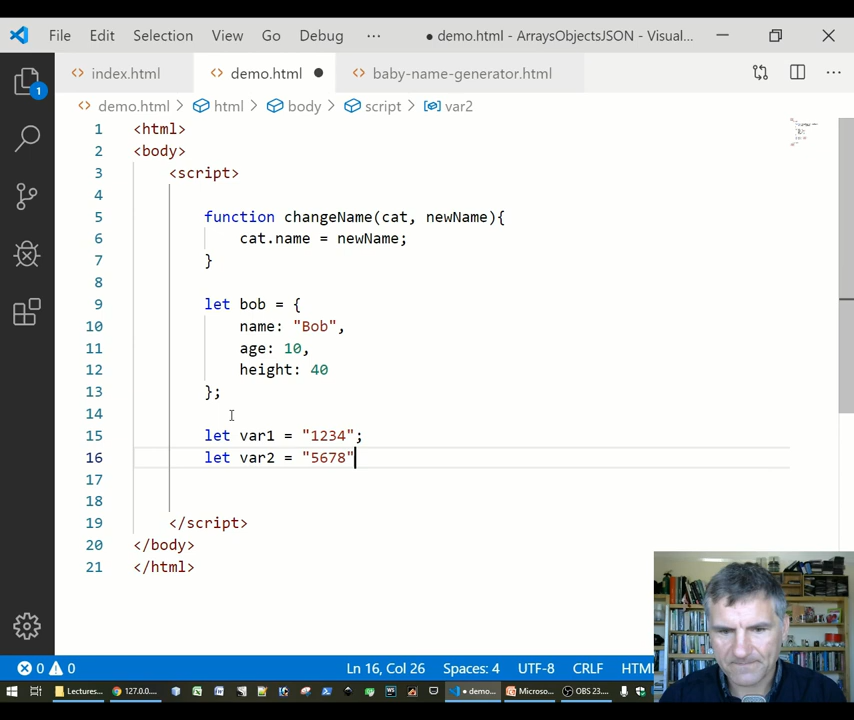 File Edit Selection View Go Debug ··· ● demo.html - ArraysObjectsJSON - Visual...
index.html demo.html baby-name-generator.html
demo.html > html > body > script > var2
1
1 <html>
2 <body>
3 <script>
4
5 function changeName(cat, newName){
6 cat.name = newName;
7 }
8
9 let bob = {
10 name: "Bob",
11 age: 10,
12 height: 40
13 };
14
15 let var1 = "1234";
16 let var2 = "5678"
17
18
19 </script>
20 </body>
21 </html>
0 0 Ln 16, Col 26 Spaces: 4 UTF-8 CRLF HTML
Lectures... 127.0.0... demo... Microso... OBS 23....